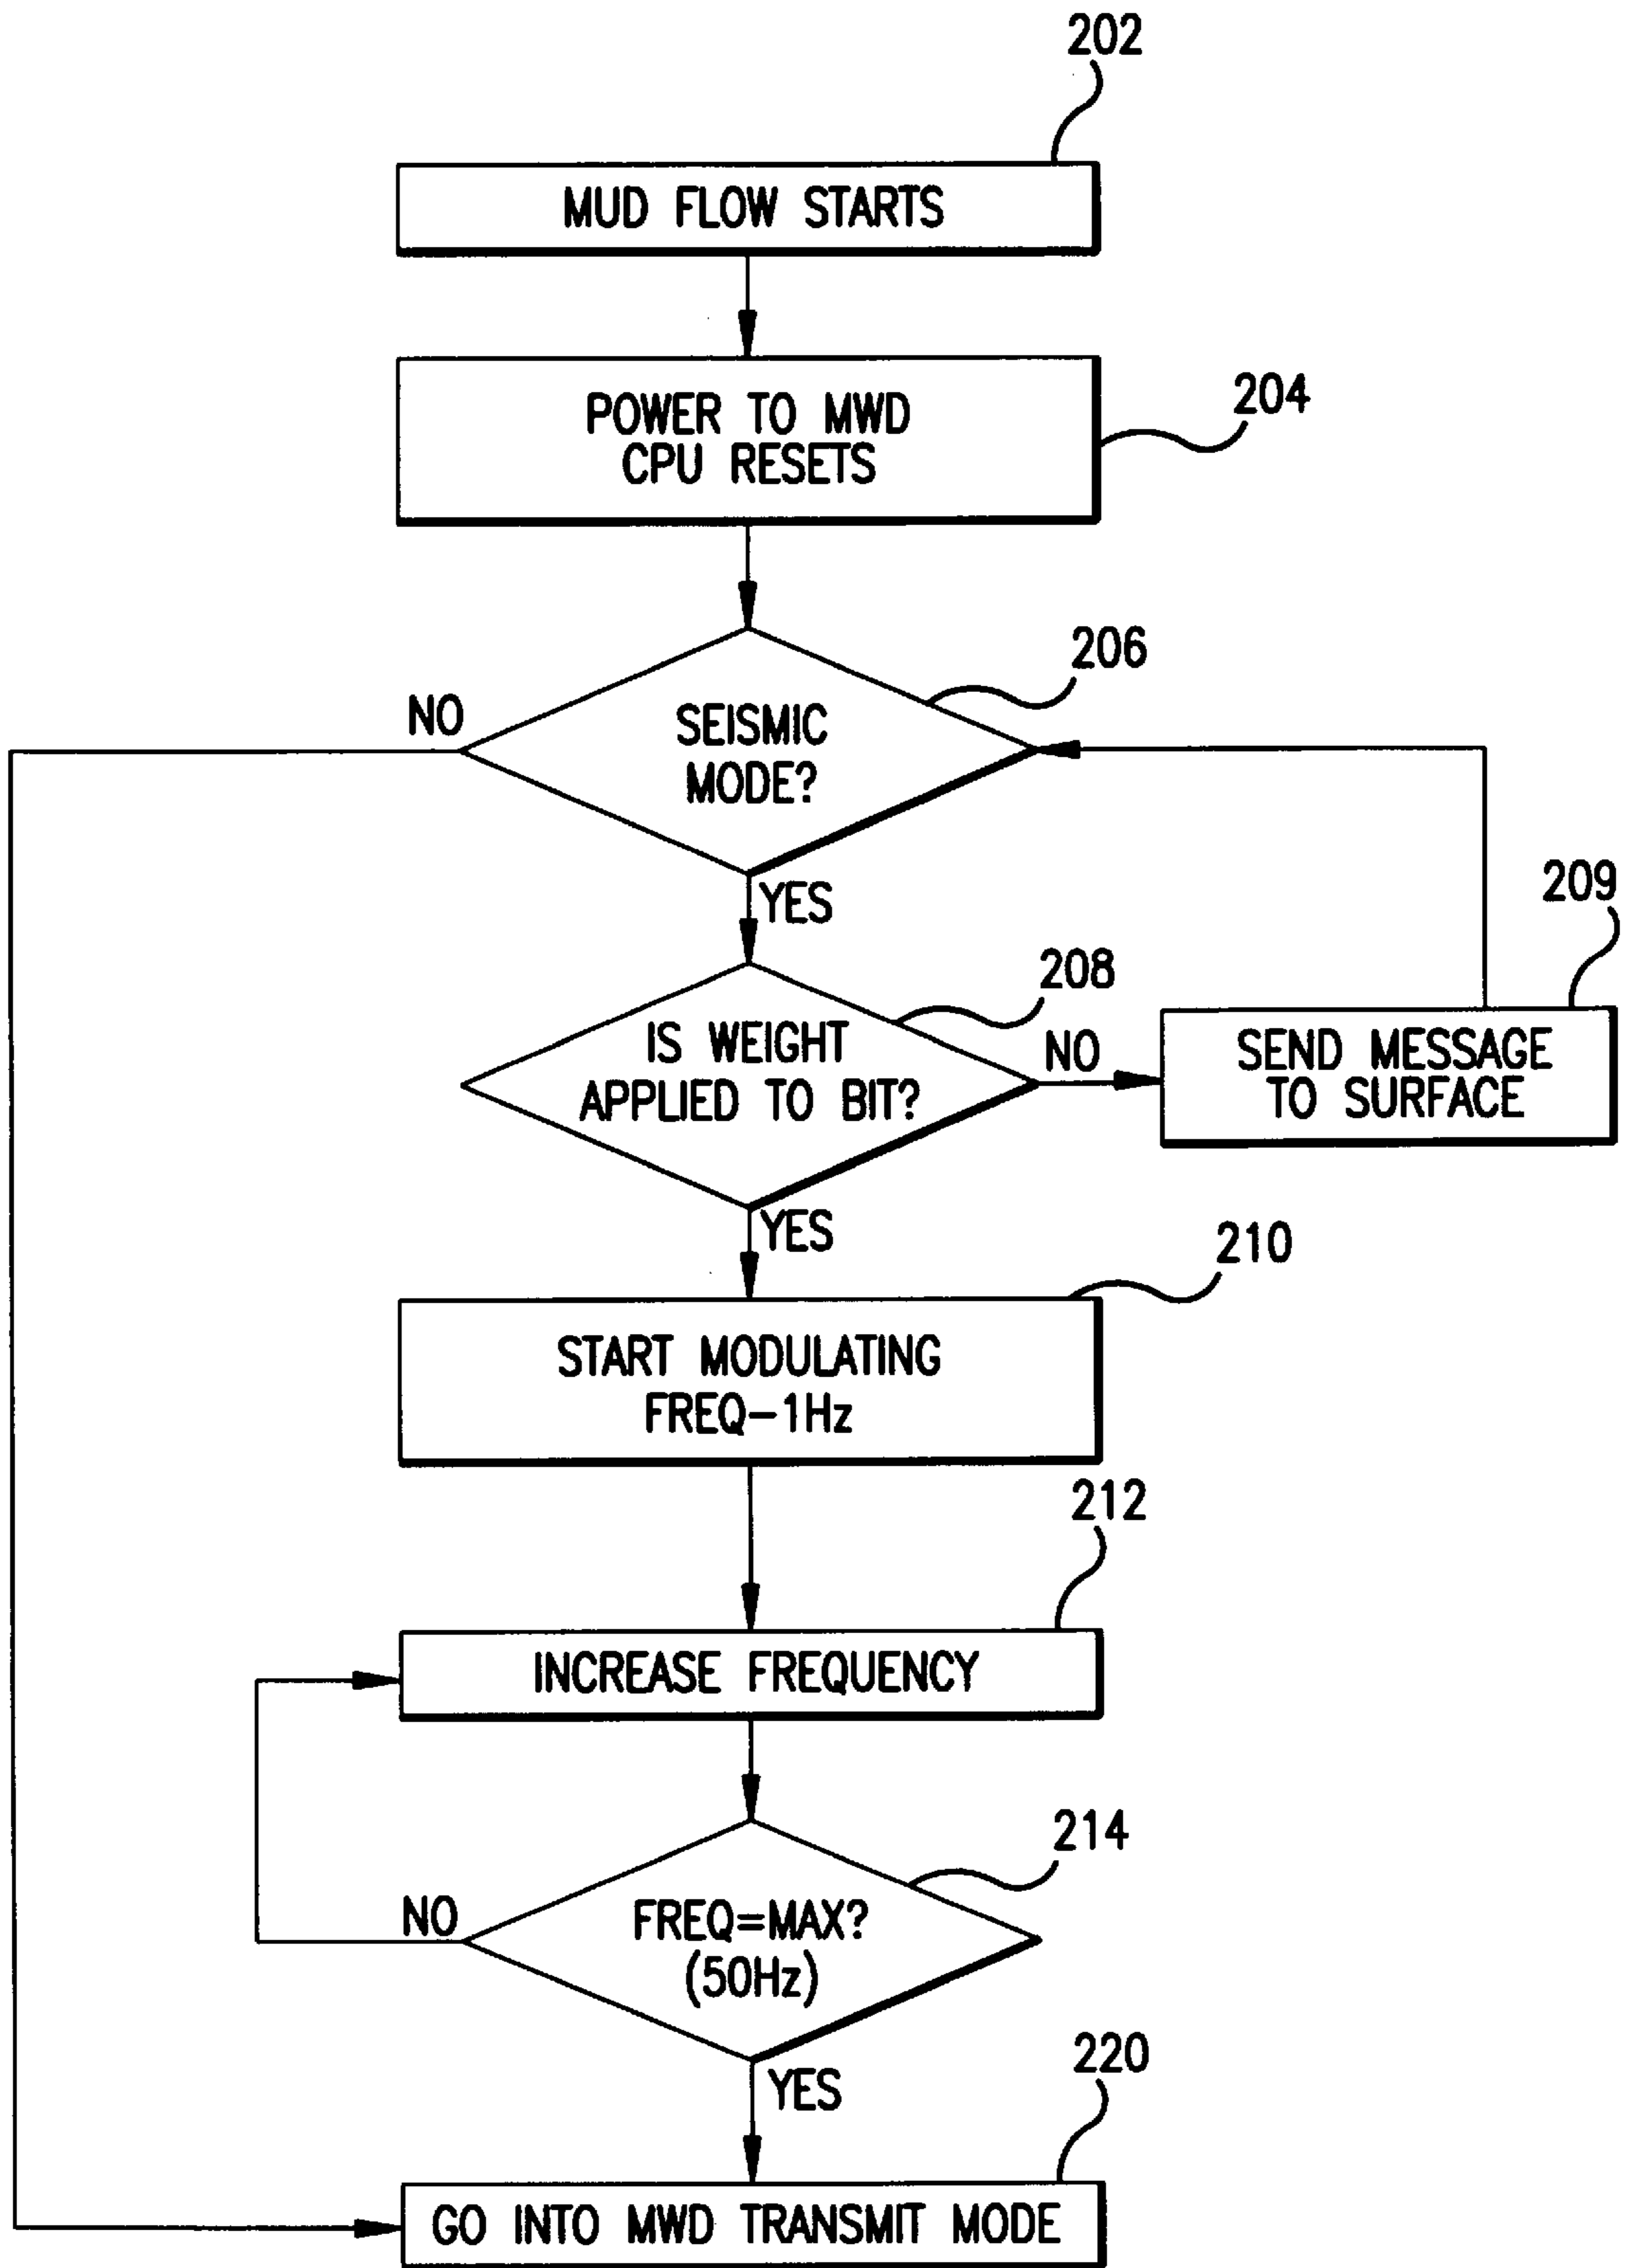 202
MUD FLOW STARTS
204
POWER TO MWD
CPU RESETS
206
NO
SEISMIC
MODE?
YES
209
208
IS WEIGHT
APPLIED TO BIT?
NO
SEND MESSAGE
TO SURFACE
YES
210
START MODULATING
FREQ-1Hz
212
INCREASE FREQUENCY
214
NO
FREQ=MAX?
(50Hz)
YES
220
GO INTO MWD TRANSMIT MODE